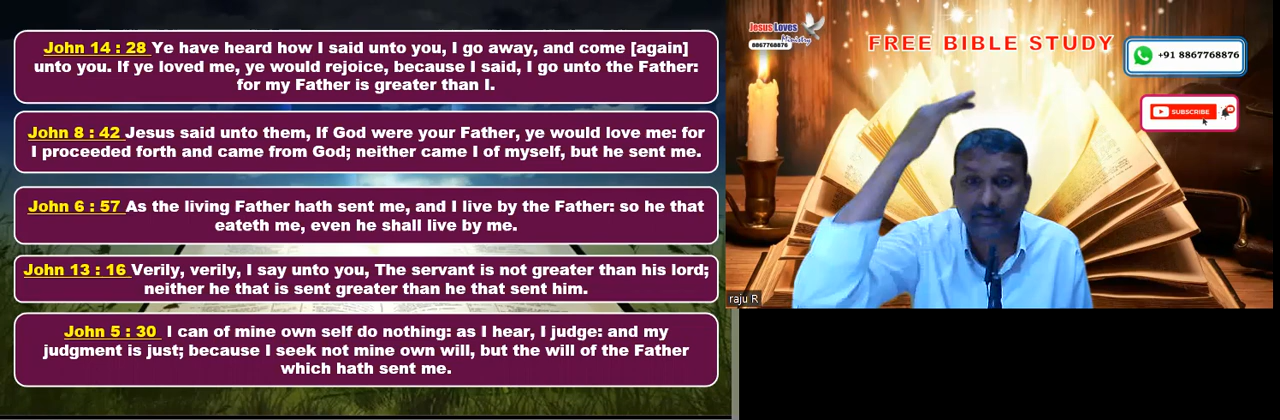 John 14 : 28 Ye have heard how I said unto you, I go away, and come [again]
unto you. If ye loved me, ye would rejoice, because I said, I go unto the Father:
for my Father is greater than I.
John 8 : 42 Jesus said unto them, If God were your Father, ye would love me: for
I proceeded forth and came from God; neither came I of myself, but he sent me.
John 6 : 57 As the living Father hath sent me, and I live by the Father: so he that
eateth me, even he shall live by me.
John 13 : 16 Verily, verily, I say unto you, The servant is not greater than his lord;
neither he that is sent greater than he that sent him.
John 5 : 30 I can of mine own self do nothing: as I hear, I judge: and my
judgment is just; because I seek not mine own will, but the will of the Father
which hath sent me.
Jesus Loves
Ministry
8867768876
FREE BIBLE STUDY
+91 8867768876
SUBSCRIBE
raju R